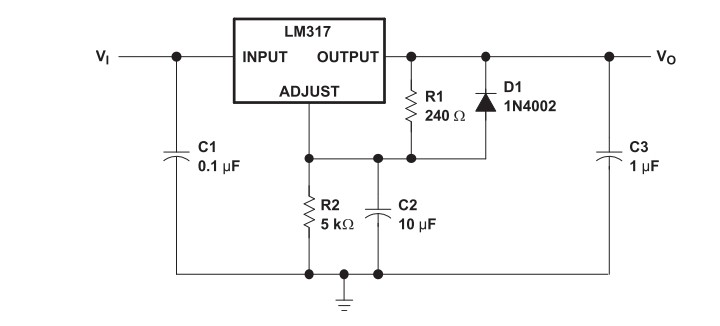 LM317
V_I
INPUT
OUTPUT
V_O
ADJUST
R1
240 Ω
D1
1N4002
C1
0.1 μF
C3
1 μF
R2
5 kΩ
C2
10 μF